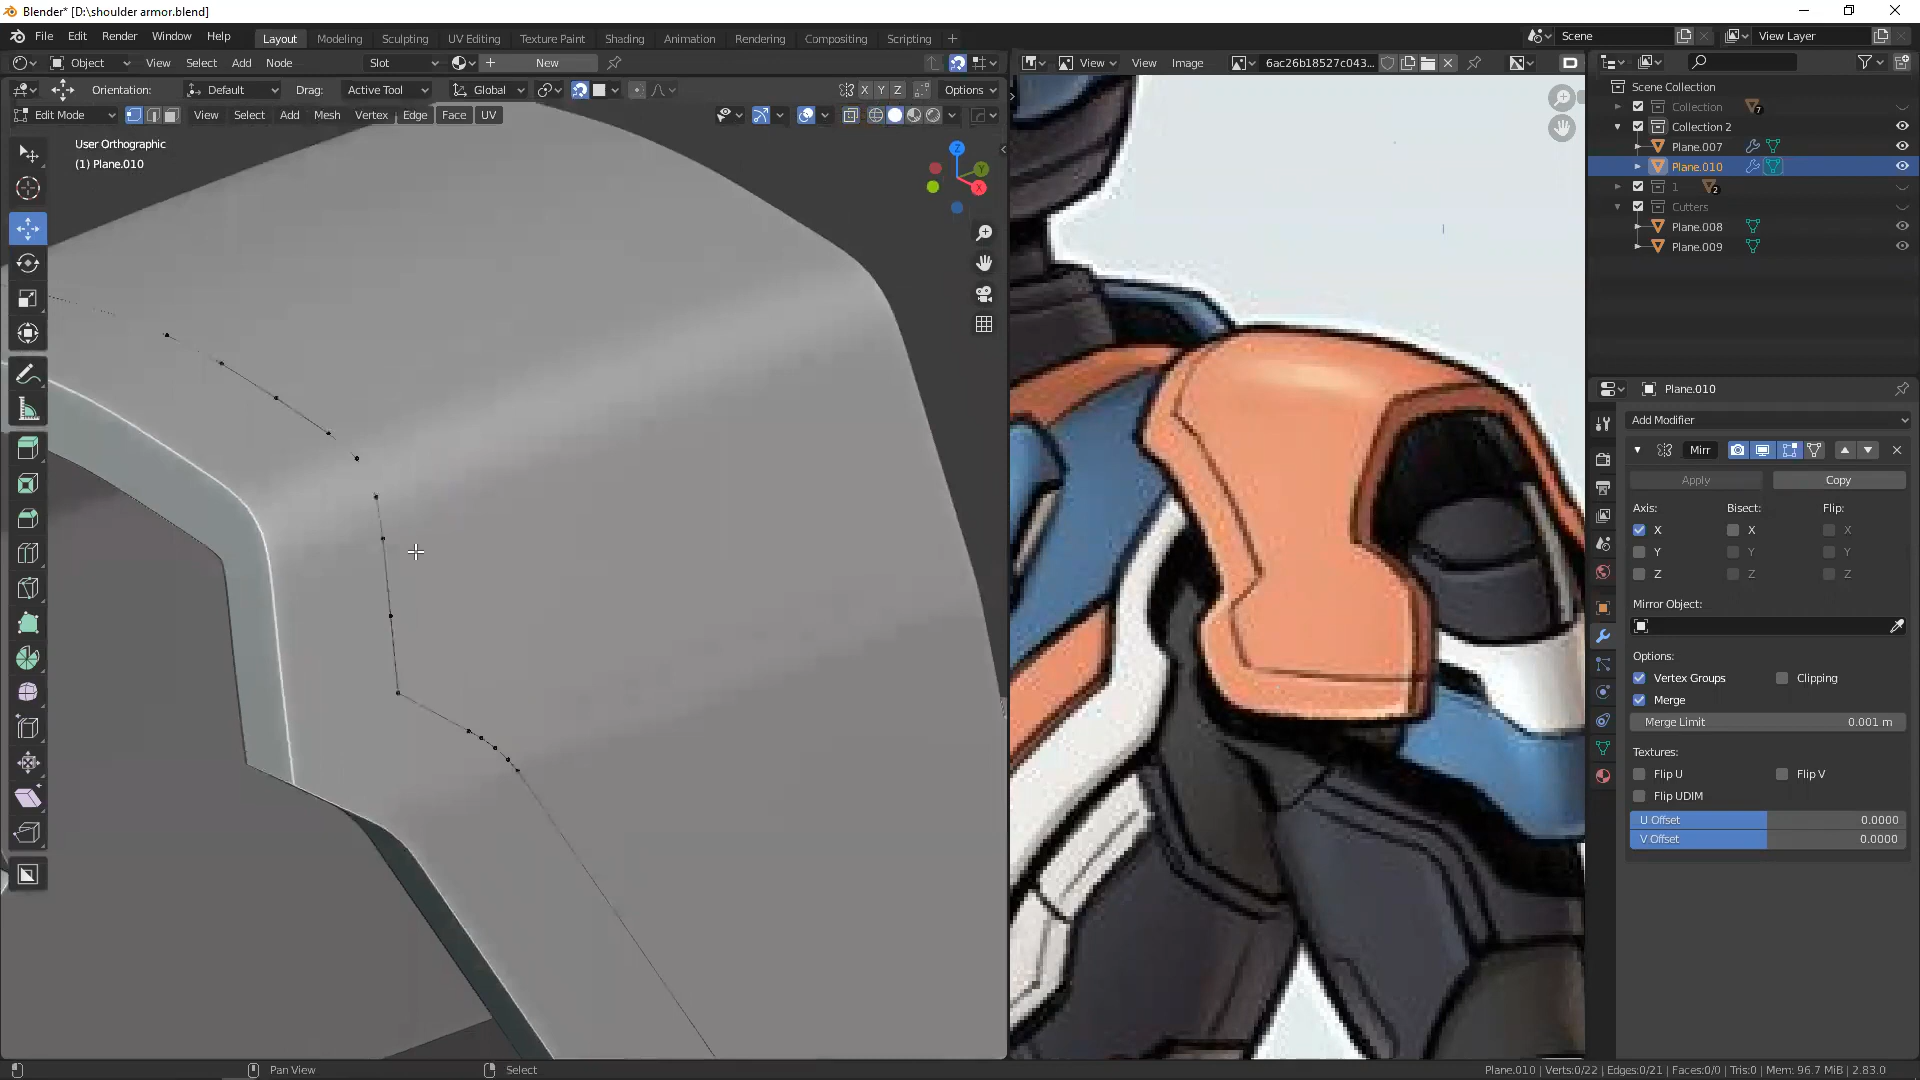 Blender* [D:\shoulder armor.blend]
File Edit Render Window Help
Layout Modeling Sculpting UV Editing Texture Paint Shading Animation Rendering Compositing Scripting +
Scene
View Layer
Object View Select Add Node Slot New
View View Image 6ac26b18527c043...
Orientation: Default Drag: Active Tool Global X Y Z Options
Edit Mode View Select Add Mesh Vertex Edge Face UV
User Orthographic
(1) Plane.010
Z
Y
X
Scene Collection
Collection 7
Collection 2
Plane.007
Plane.010
1 2
Cutters
Plane.008
Plane.009
Plane.010
Add Modifier
Mirr
Apply Copy
Axis: Bisect: Flip:
X X X
Y Y Y
Z Z Z
Mirror Object:
Options:
Vertex Groups Clipping
Merge
Merge Limit 0.001 m
Textures:
Flip U Flip V
Flip UDIM
U Offset 0.0000
V Offset 0.0000
Pan View Select
Plane.010 | Verts:0/22 | Edges:0/21 | Faces:0/0 | Tris:0 | Mem: 96.7 MiB | 2.83.0